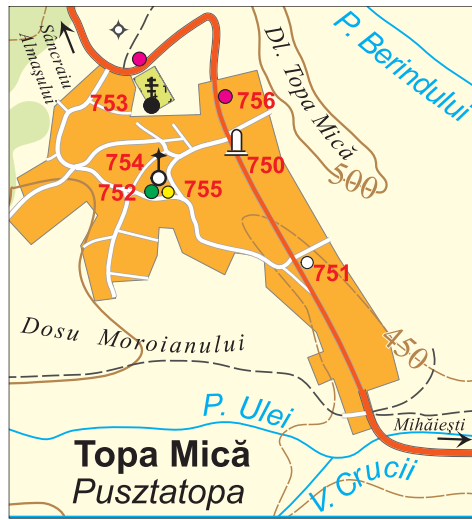 Sâncraiu
Almașului
P. Berindului
Dl. Topa Mică
500
753
756
754
750
752
755
751
450
Dosu Moroianului
P. Ulei
Mihăiești
Topa Mică
Pusztatopa
V. Crucii